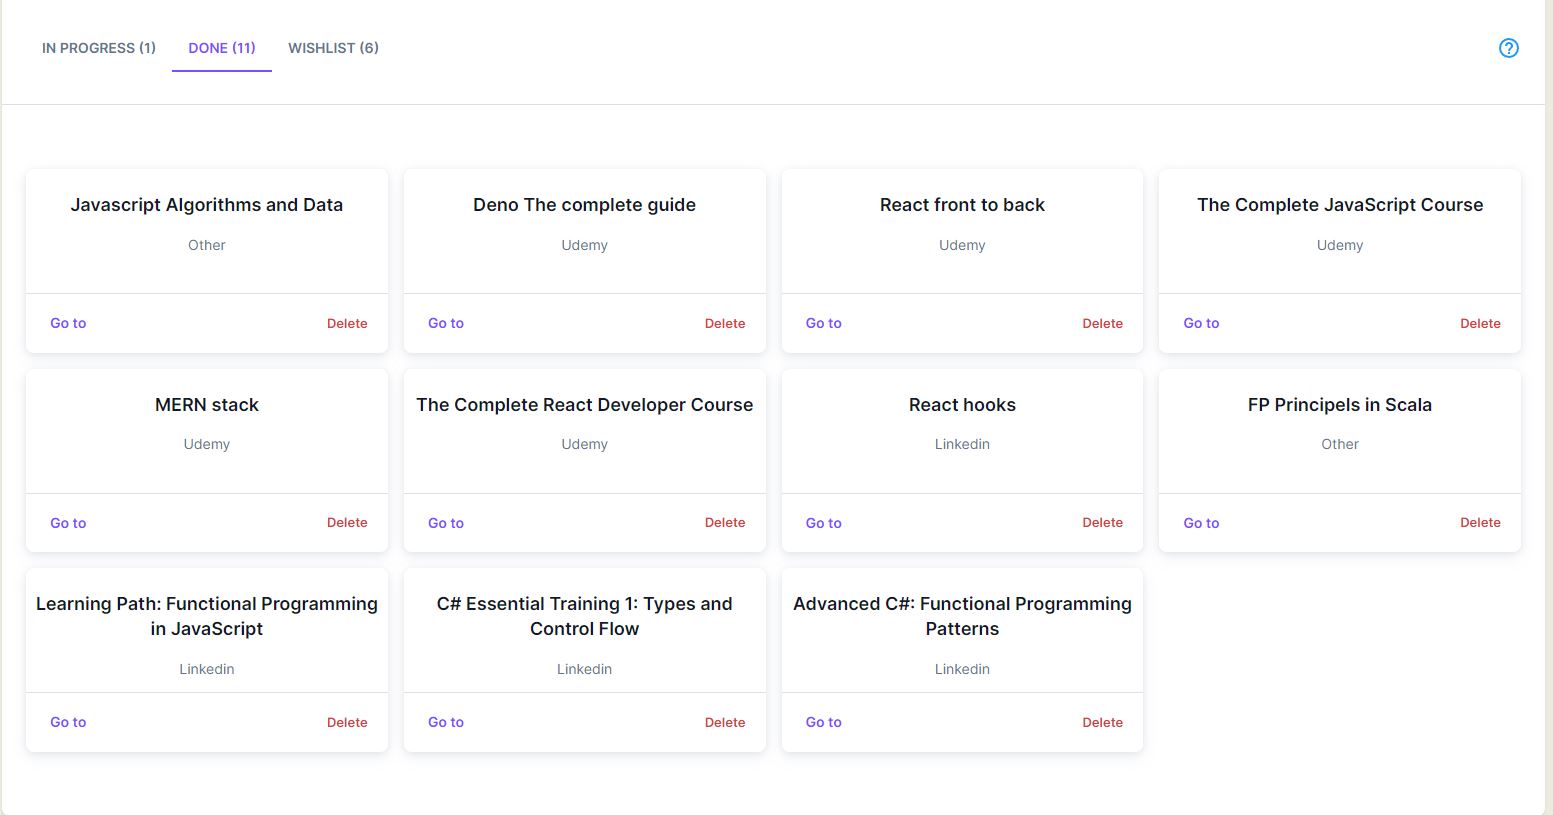 IN PROGRESS (1) DONE (11) WISHLIST (6)
Javascript Algorithms and Data
Other
Go to Delete
Deno The complete guide
Udemy
Go to Delete
React front to back
Udemy
Go to Delete
The Complete JavaScript Course
Udemy
Go to Delete
MERN stack
Udemy
Go to Delete
The Complete React Developer Course
Udemy
Go to Delete
React hooks
Linkedin
Go to Delete
FP Principels in Scala
Other
Go to Delete
Learning Path: Functional Programming
in JavaScript
Linkedin
Go to Delete
C# Essential Training 1: Types and
Control Flow
Linkedin
Go to Delete
Advanced C#: Functional Programming
Patterns
Linkedin
Go to Delete